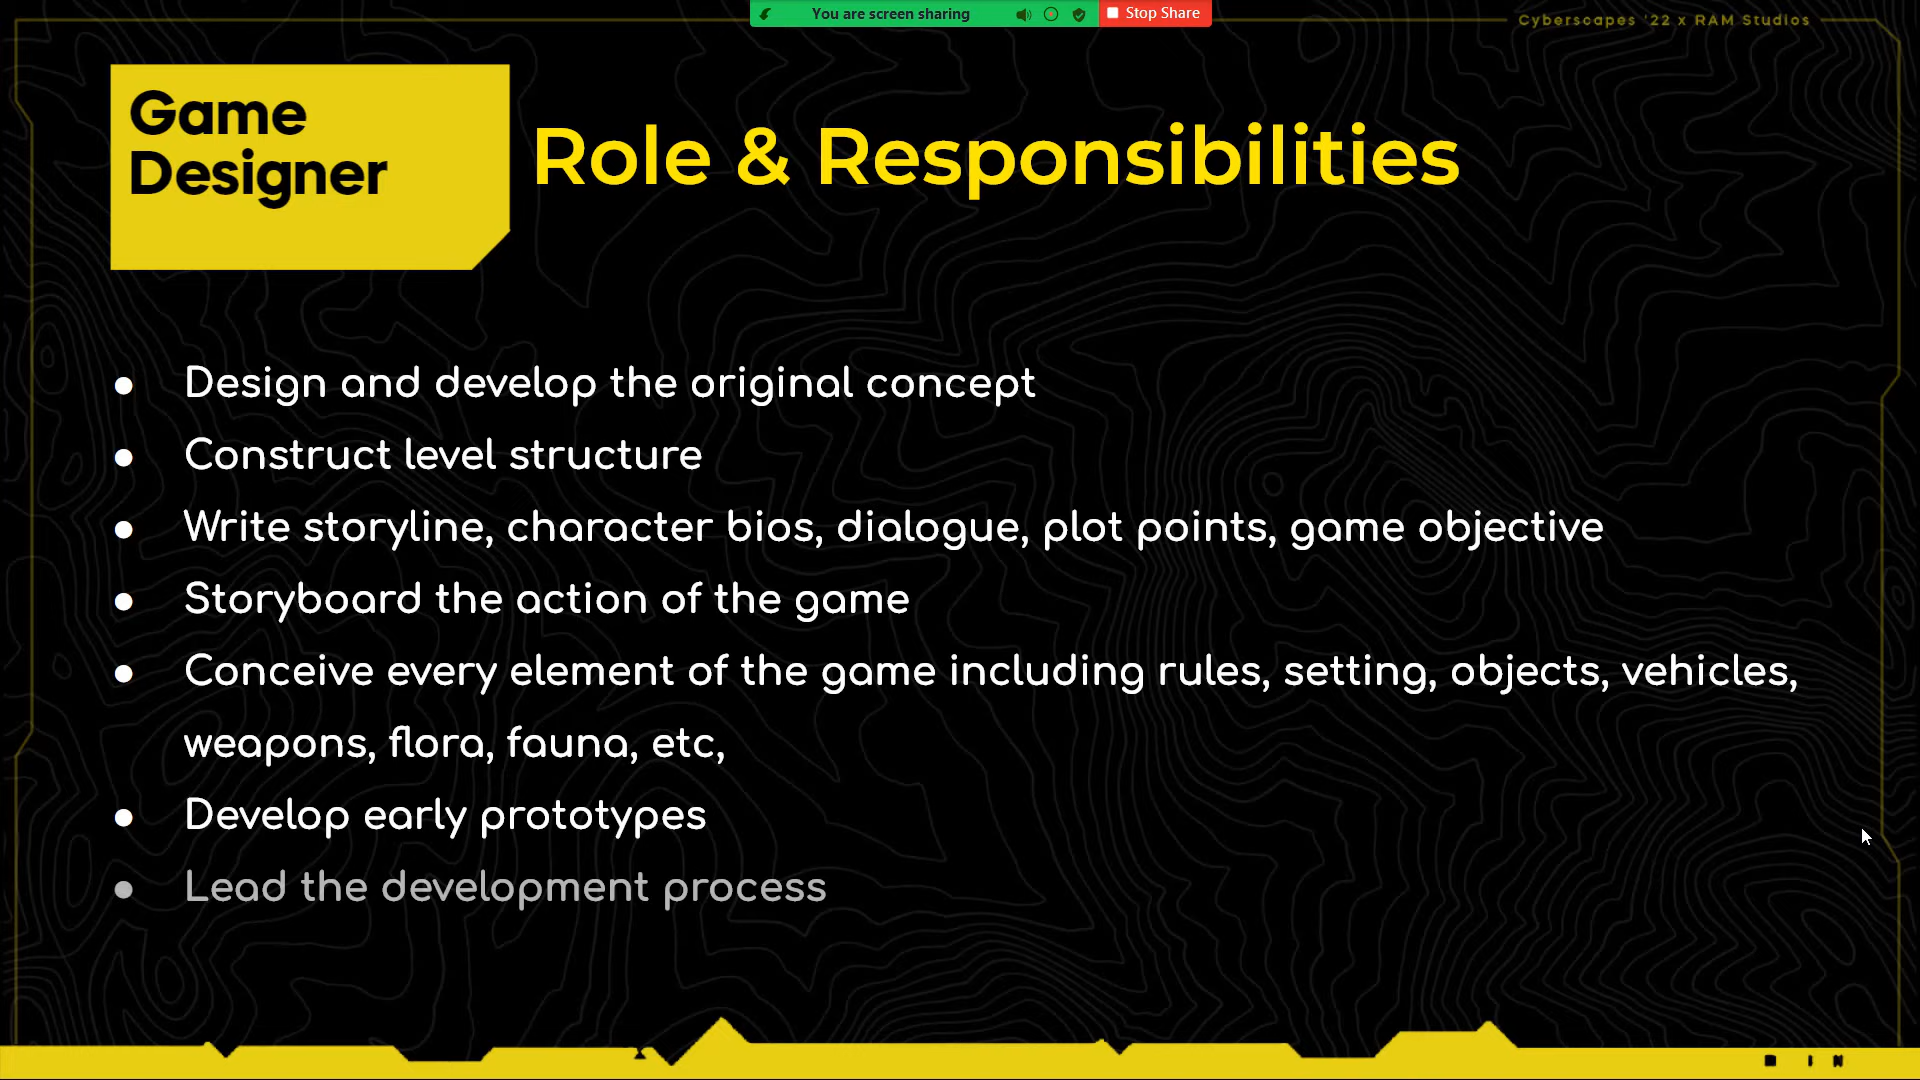 You are screen sharing
Stop Share
Cyberscapes '22 x RAM Studios
Game
Designer
Role & Responsibilities
● Design and develop the original concept
● Construct level structure
● Write storyline, character bios, dialogue, plot points, game objective
● Storyboard the action of the game
● Conceive every element of the game including rules, setting, objects, vehicles,
weapons, flora, fauna, etc,
● Develop early prototypes
● Lead the development process